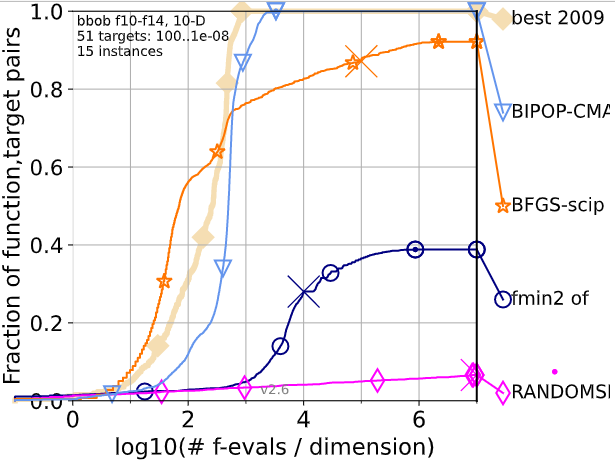 bbob f10-f14, 10-D
51 targets: 100..1e-08
15 instances
Fraction of function,target pairs
1.0
0.8
0.6
0.4
0.2
0.0
0
2
4
6
log10(# f-evals / dimension)
v2.6
best 2009
BIPOP-CMA
BFGS-scip
fmin2 of
RANDOMSE